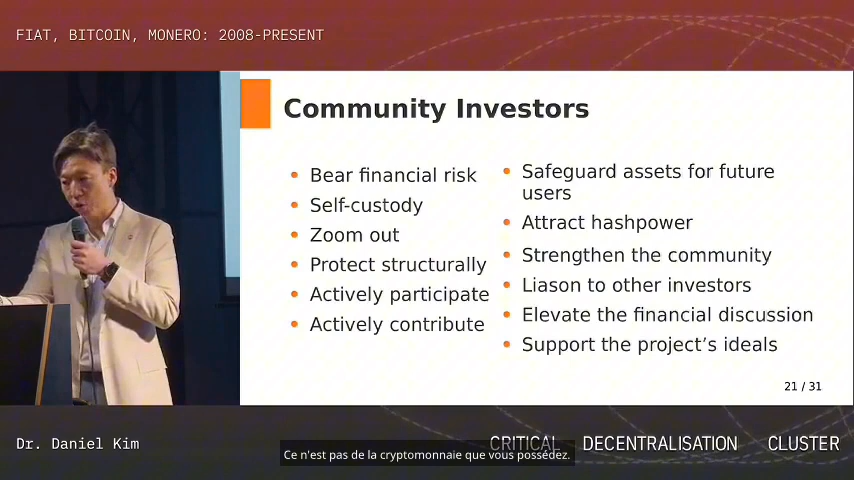 FIAT, BITCOIN, MONERO: 2008-PRESENT
Community Investors
Bear financial risk
Self-custody
Zoom out
Protect structurally
Actively participate
Actively contribute
Safeguard assets for future
users
Attract hashpower
Strengthen the community
Liason to other investors
Elevate the financial discussion
Support the project’s ideals
21 / 31
Dr. Daniel Kim
CRITICAL DECENTRALISATION CLUSTER
Ce n'est pas de la cryptomonnaie que vous possédez.